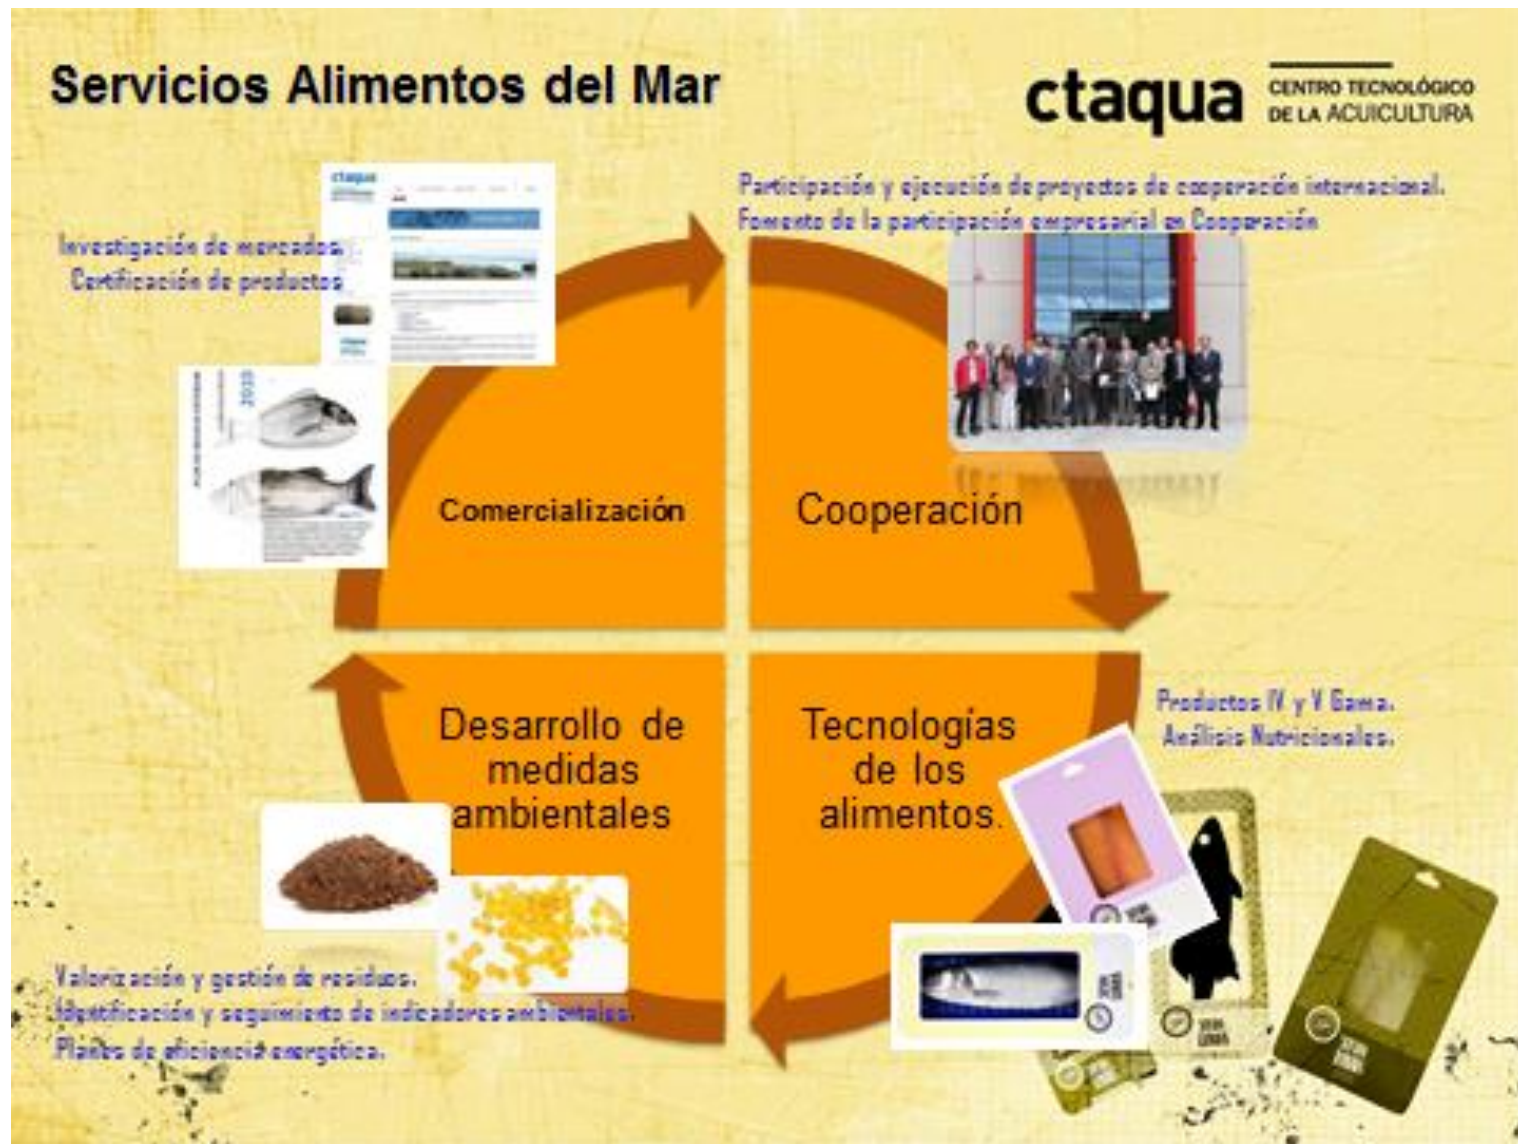 Servicios Alimentos del Mar
ctaqua
CENTRO TECNOLÓGICO
DE LA ACUICULTURA
Participación y ejecución de proyectos de cooperación internacional.
Fomento de la participación empresarial en Cooperación
Investigación de mercados.
Certificación de productos
ctaqua
2010
Comercialización
Cooperación
Desarrollo de
medidas
ambientales
Tecnologías
de los
alimentos.
Productos IV y V Gama.
Análisis Nutricionales.
Valorización y gestión de residuos.
Identificación y seguimiento de indicadores ambientales.
Planes de eficiencia energética.